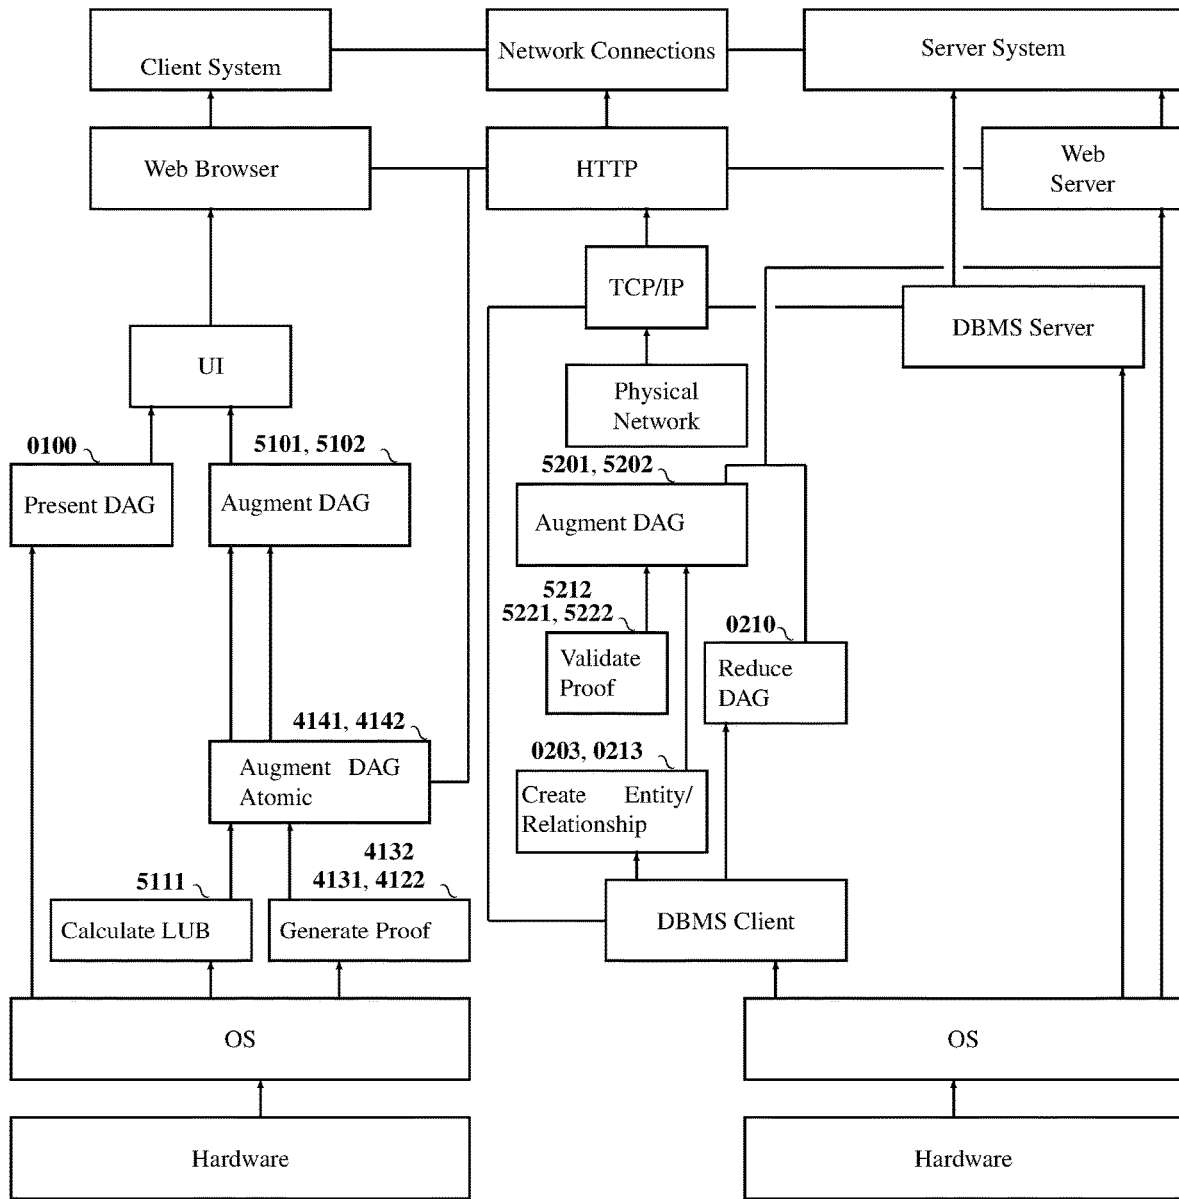 Client System
Network Connections
Server System
Web Browser
HTTP
Web
Server
TCP/IP
DBMS Server
UI
Physical
Network
0100
5101, 5102
5201, 5202
Present DAG
Augment DAG
Augment DAG
5212
5221, 5222
0210
Validate
Proof
Reduce
DAG
4141, 4142
0203, 0213
Augment DAG
Atomic
Create Entity/
Relationship
4132
5111
4131, 4122
Calculate LUB
Generate Proof
DBMS Client
OS
OS
Hardware
Hardware